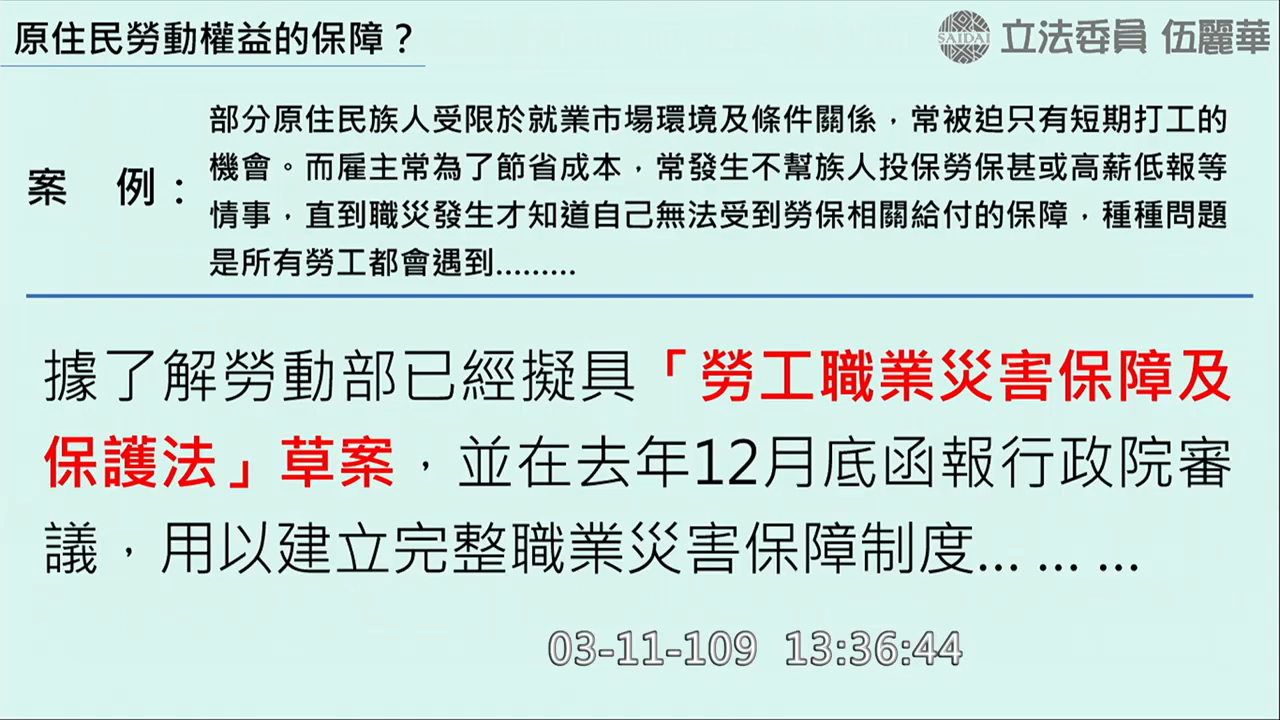 原住民勞動權益的保障？
SAIDAI 立法委員 伍麗華
案 例：
部分原住民族人受限於就業市場環境及條件關係，常被迫只有短期打工的
機會。而雇主常為了節省成本，常發生不幫族人投保勞保甚或高薪低報等
情事，直到職災發生才知道自己無法受到勞保相關給付的保障，種種問題
是所有勞工都會遇到………
據了解勞動部已經擬具「勞工職業災害保障及
保護法」草案，並在去年12月底函報行政院審
議，用以建立完整職業災害保障制度… … …
03-11-109 13:36:44